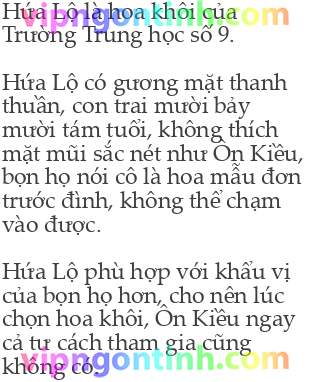 Hứa Lộ là hoa khôi của
Trường Trung học số 9.
Hứa Lộ có gương mặt thanh
thuần, con trai mười bảy
mười tám tuổi, không thích
mặt mũi sắc nét như Ôn Kiều,
bọn họ nói cô là hoa mẫu đơn
trước đình, không thể chạm
vào được.
Hứa Lộ phù hợp với khẩu vị
của bọn họ hơn, cho nên lúc
chọn hoa khôi, Ôn Kiều ngay
cả tư cách tham gia cũng
không có.
vipngontinh.com
vipngontinh.com